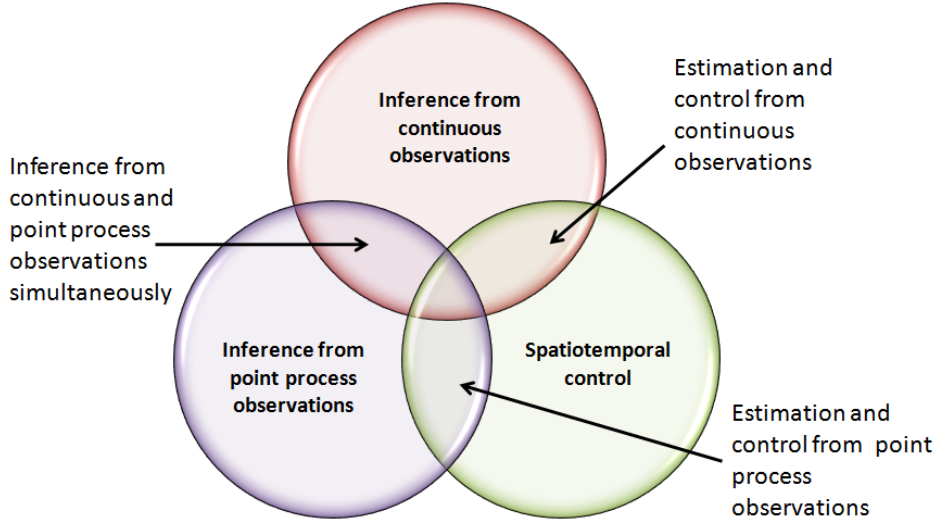 Inference from
continuous
observations
Estimation and
control from
continuous
observations
Inference from
continuous and
point process
observations
simultaneously
Inference from
point process
observations
Spatiotemporal
control
Estimation and
control from  point
process
observations